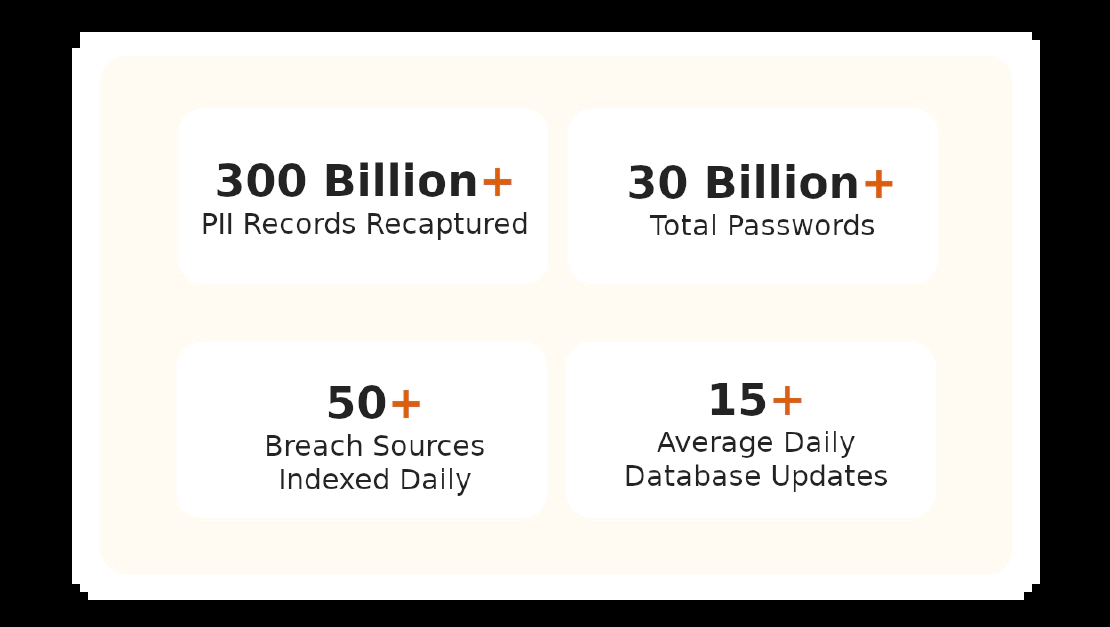 300 Billion+
PII Records Recaptured
30 Billion+
Total Passwords
50+
Breach Sources
Indexed Daily
15+
Average Daily
Database Updates